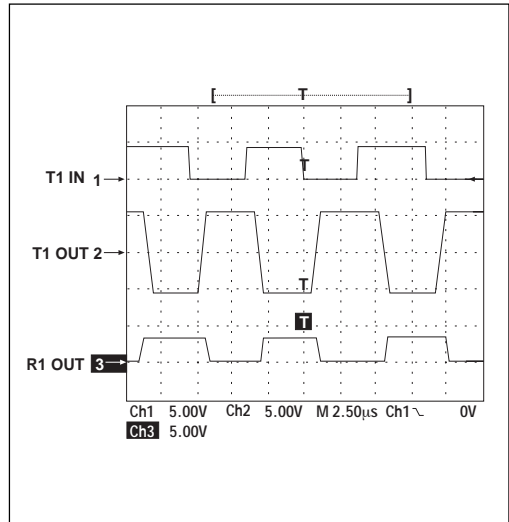 [ T ]
T1 IN 1
T
T1 OUT 2
T
T
R1 OUT 3
Ch1 5.00V Ch2 5.00V M 2.50μs Ch1 0V
Ch3 5.00V